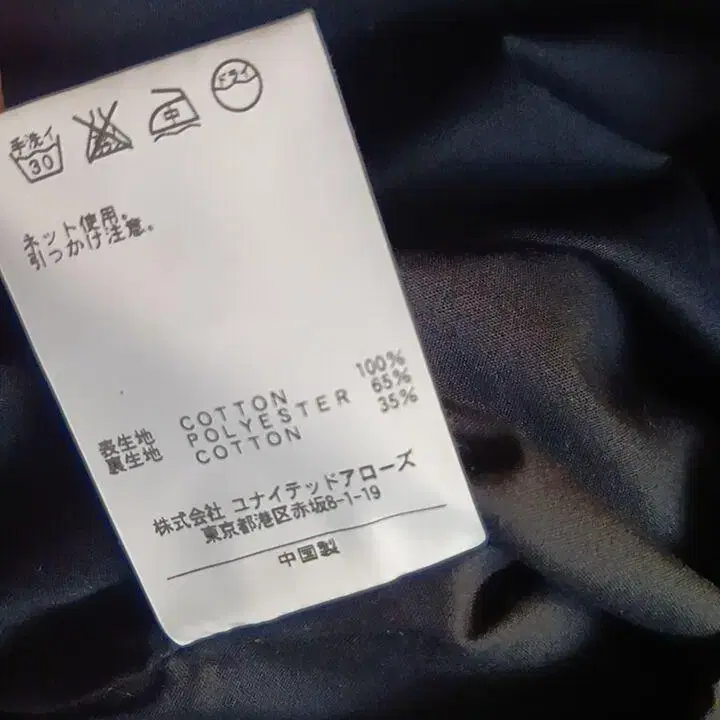 手洗イ
30
中
ドライ
ネット使用。
引っかけ注意。
表生地 COTTON 100%
裏生地 POLYESTER 65%
COTTON 35%
株式会社 ユナイテッドアローズ
東京都港区赤坂8-1-19
中国製